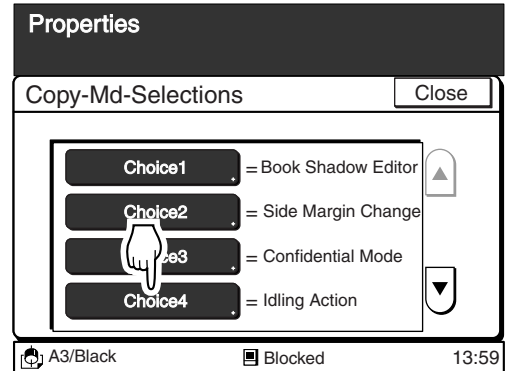 Properties
Copy-Md-Selections Close
Choice1 = Book Shadow Editor
Choice2 = Side Margin Change
ce3 = Confidential Mode
Choice4 = Idling Action
A3/Black Blocked 13:59